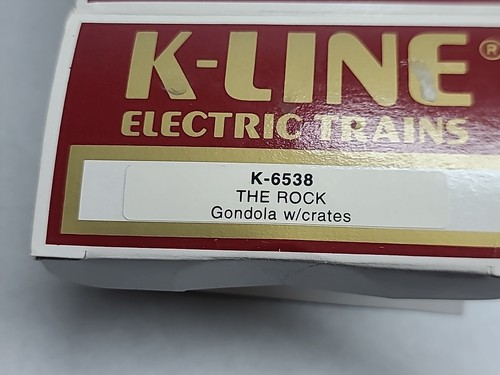 K-LINE®
ELECTRIC TRAINS
K-6538
THE ROCK
Gondola w/crates